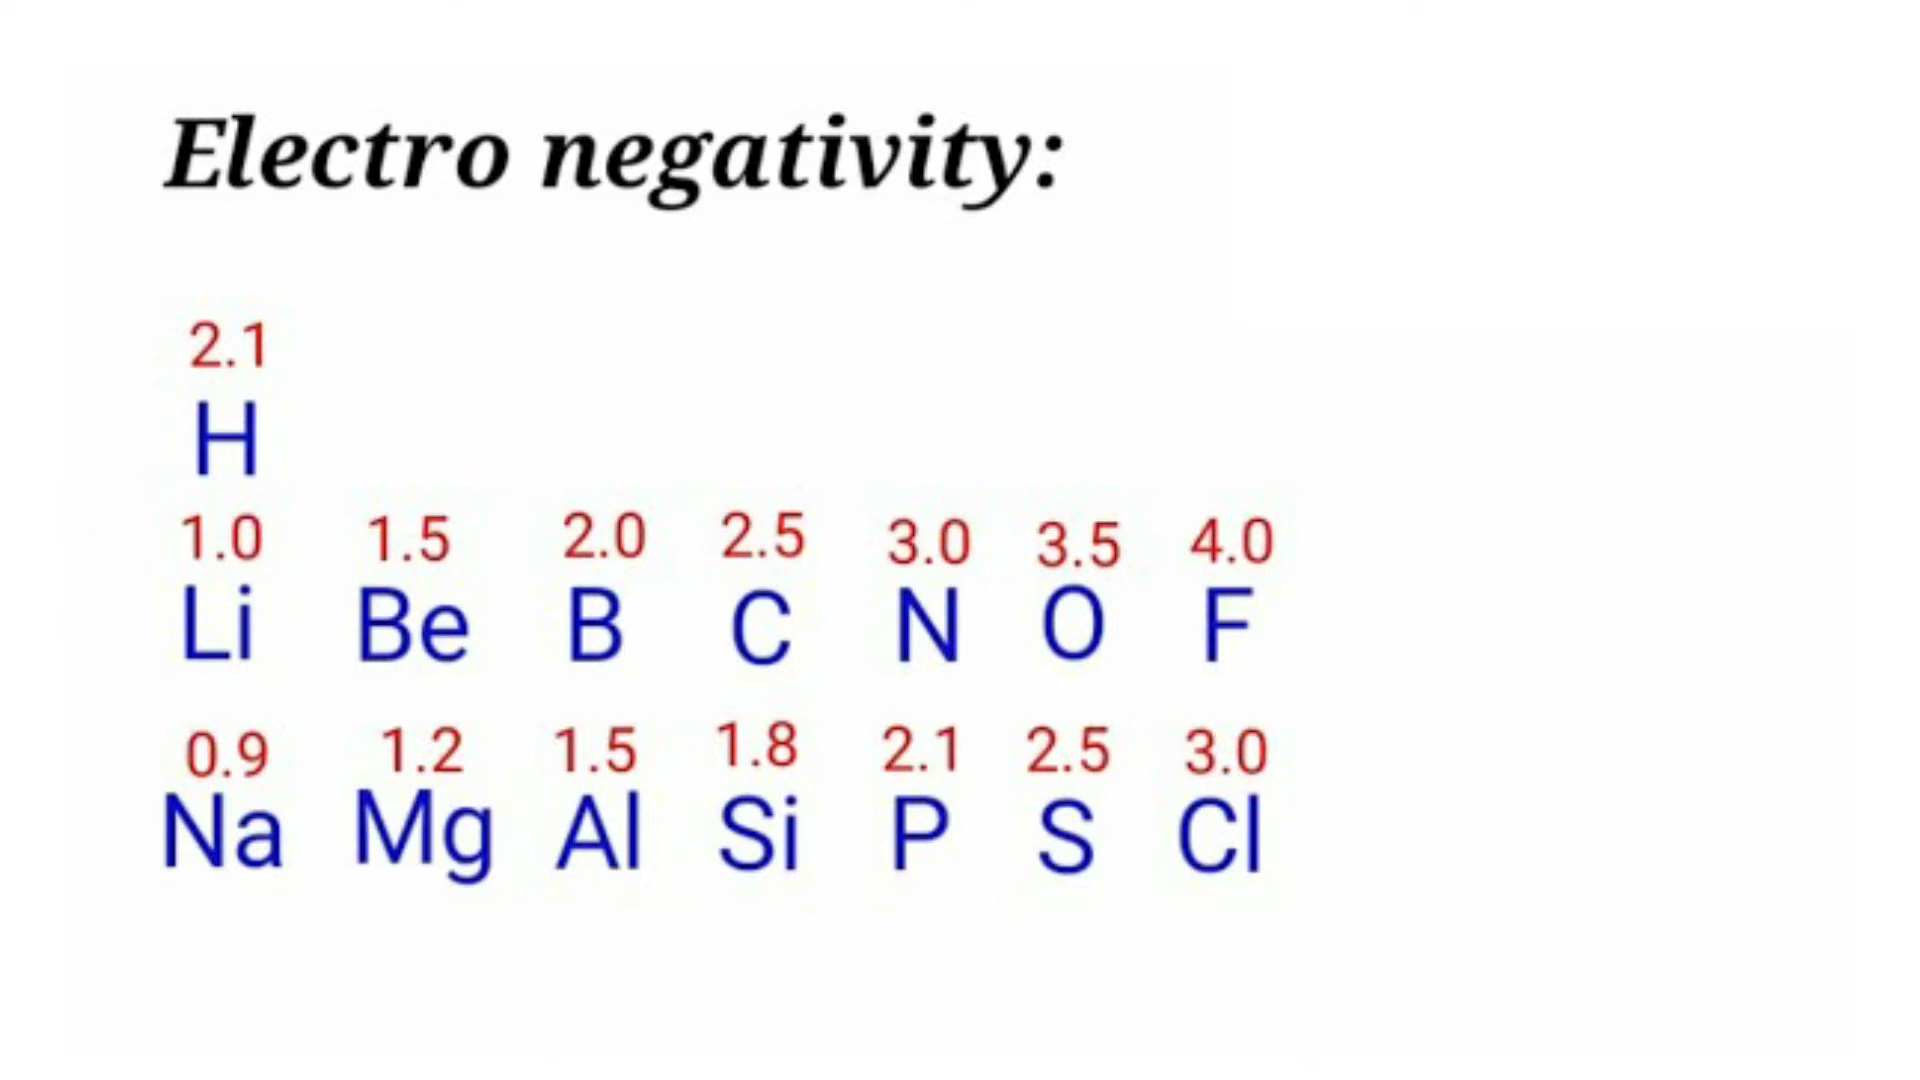 Electro negativity:
2.1
H
1.0 1.5 2.0 2.5 3.0 3.5 4.0
Li Be B C N O F
0.9 1.2 1.5 1.8 2.1 2.5 3.0
Na Mg Al Si P S Cl